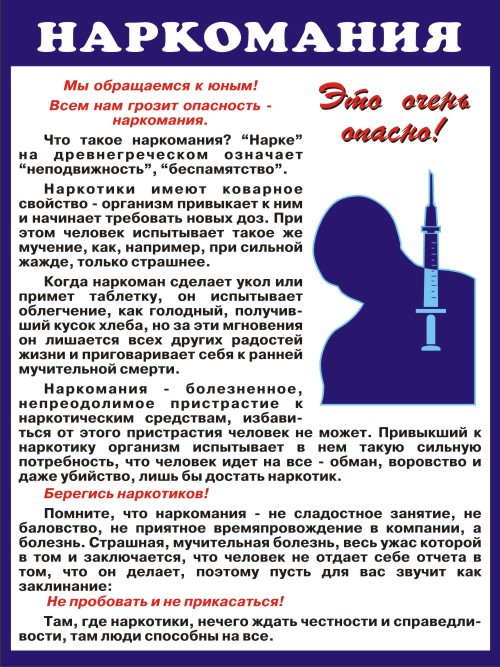 НАРКОМАНИЯ
Мы обращаемся к юным!
Всем нам грозит опасность -
наркомания.
Это очень
опасно!
Что такое наркомания? “Нарке”
на древнегреческом означает
“неподвижность”, “беспамятство”.
Наркотики имеют коварное
свойство - организм привыкает к ним
и начинает требовать новых доз. При
этом человек испытывает такое же
мучение, как, например, при сильной
жажде, только страшнее.
Когда наркоман сделает укол или
примет таблетку, он испытывает
облегчение, как голодный, получив-
ший кусок хлеба, но за эти мгновения
он лишается всех других радостей
жизни и приговаривает себя к ранней
мучительной смерти.
Наркомания - болезненное,
непреодолимое пристрастие к
наркотическим средствам, избави-
ться от этого пристрастия человек не может. Привыкший к
наркотику организм испытывает в нем такую сильную
потребность, что человек идет на все - обман, воровство и
даже убийство, лишь бы достать наркотик.
Берегись наркотиков!
Помните, что наркомания - не сладостное занятие, не
баловство, не приятное времяпровождение в компании, а
болезнь. Страшная, мучительная болезнь, весь ужас которой
в том и заключается, что человек не отдает себе отчета в
том, что он делает, поэтому пусть для вас звучит как
заклинание:
Не пробовать и не прикасаться!
Там, где наркотики, нечего ждать честности и справедли-
вости, там люди способны на все.